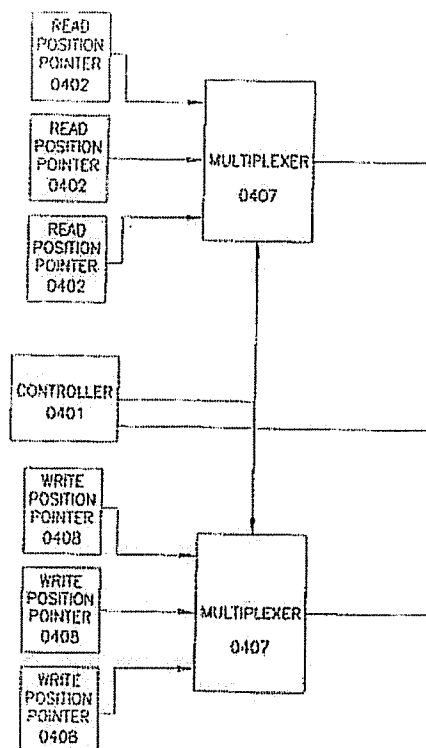 READ
POSITION
POINTER
0402
READ
POSITION
POINTER
0402
READ
POSITION
POINTER
0402
MULTIPLEXER
0407
CONTROLLER
0401
WRITE
POSITION
POINTER
0408
WRITE
POSITION
POINTER
0408
WRITE
POSITION
POINTER
0408
MULTIPLEXER
0407